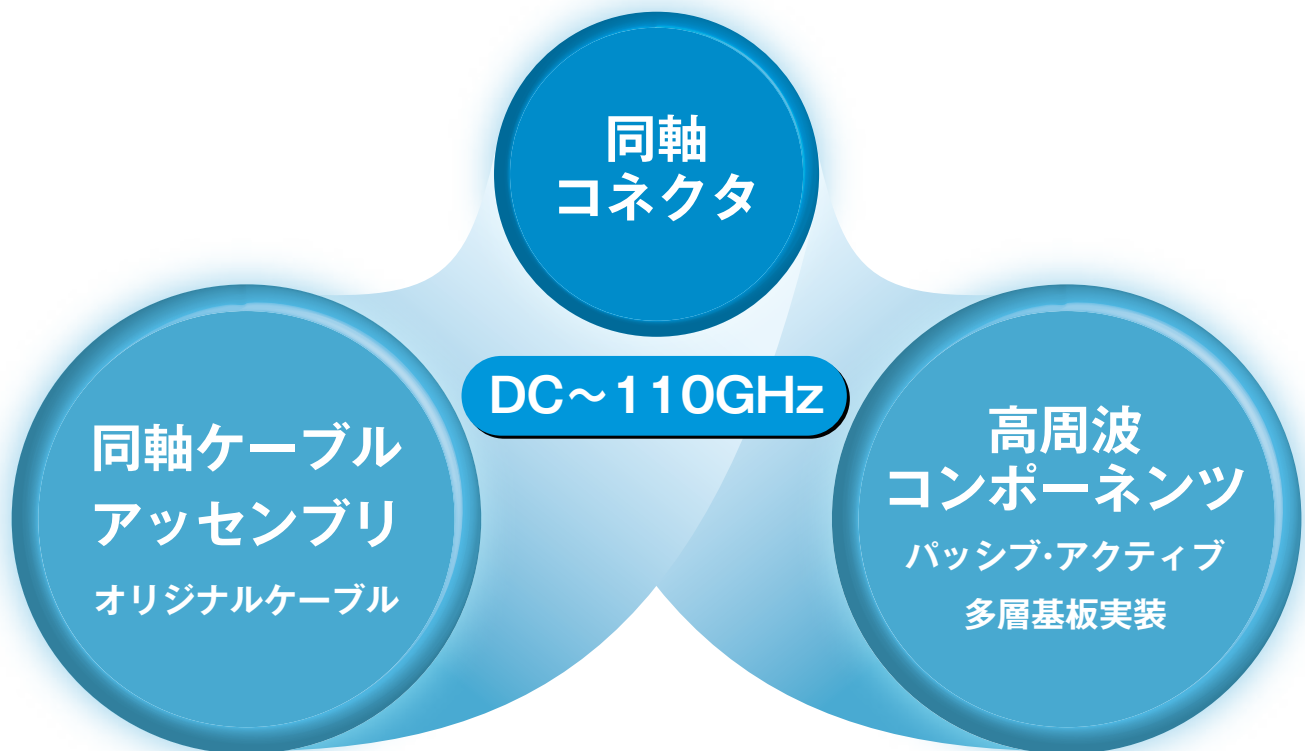 同軸
コネクタ
DC～110GHz
同軸ケーブル
アッセンブリ
オリジナルケーブル
高周波
コンポーネンツ
パッシブ・アクティブ
多層基板実装